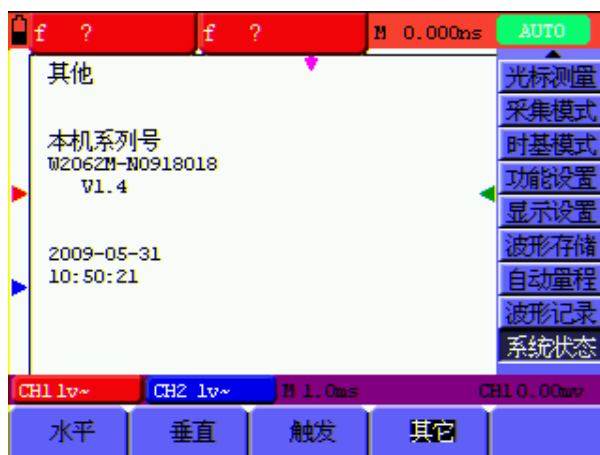 f ?
f ?
M 0.000ns
AUTO
其他
本机系列号
W2062M-N0918018
V1.4
2009-05-31
10:50:21
光标测量
采集模式
时基模式
功能设置
显示设置
波形存储
自动量程
波形记录
系统状态
CH1 1v~
CH2 1v~
M 1.0ms
CH1 0.00mv
水平
垂直
触发
其它